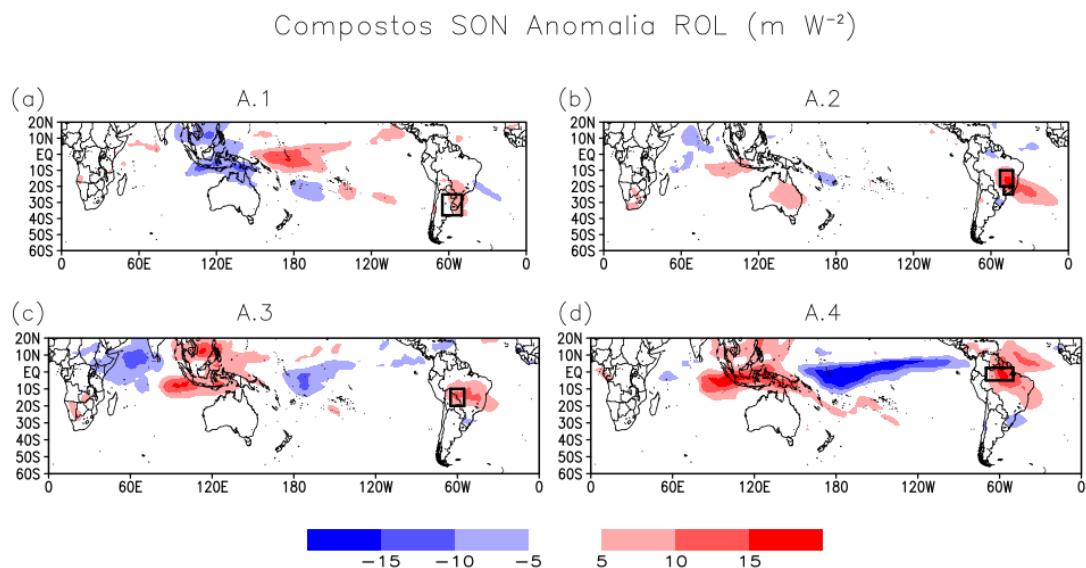 Compostos SON Anomalia ROL (m W⁻²)
(a) A.1
20N
10N
EQ
10S
20S
30S
40S
50S
60S
0 60E 120E 180 120W 60W 0
(b) A.2
20N
10N
EQ
10S
20S
30S
40S
50S
60S
0 60E 120E 180 120W 60W 0
(c) A.3
20N
10N
EQ
10S
20S
30S
40S
50S
60S
0 60E 120E 180 120W 60W 0
(d) A.4
20N
10N
EQ
10S
20S
30S
40S
50S
60S
0 60E 120E 180 120W 60W 0
−15 −10 −5 5 10 15